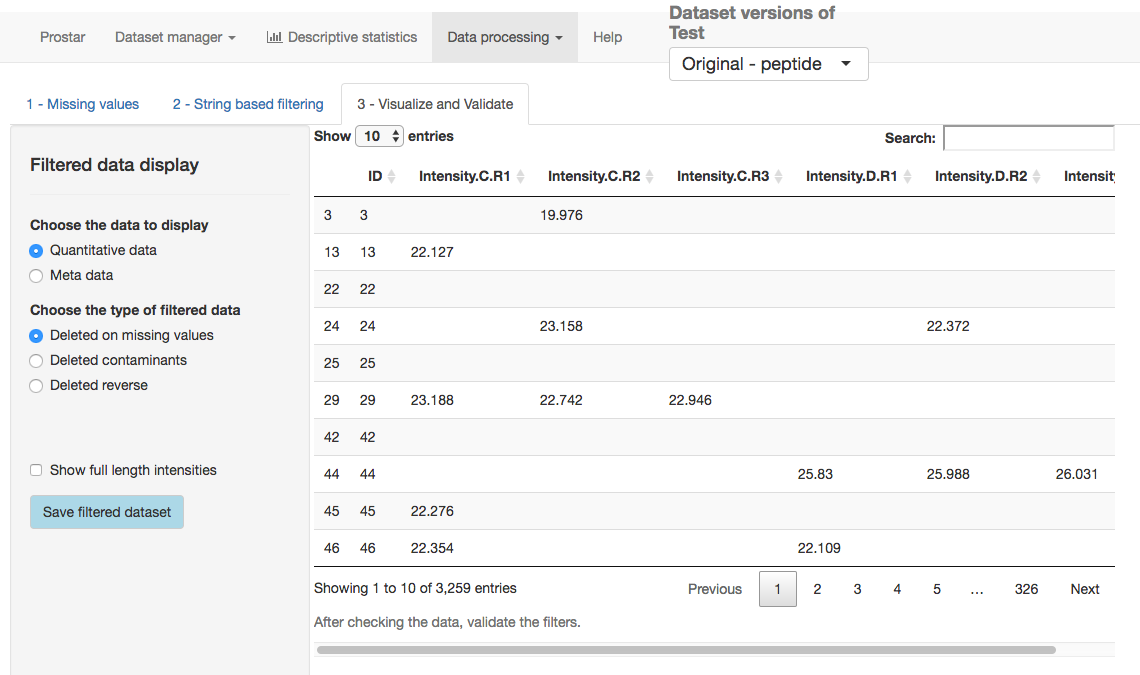 Prostar Dataset manager Descriptive statistics Data processing Help
Dataset versions of
Test
Original - peptide
1 - Missing values 2 - String based filtering 3 - Visualize and Validate
Filtered data display
Choose the data to display
Quantitative data
Meta data
Choose the type of filtered data
Deleted on missing values
Deleted contaminants
Deleted reverse
Show full length intensities
Save filtered dataset
Show 10 entries
Search:
ID Intensity.C.R1 Intensity.C.R2 Intensity.C.R3 Intensity.D.R1 Intensity.D.R2 Intensity
3 3 19.976
13 13 22.127
22 22
24 24 23.158 22.372
25 25
29 29 23.188 22.742 22.946
42 42
44 44 25.83 25.988 26.031
45 45 22.276
46 46 22.354 22.109
Showing 1 to 10 of 3,259 entries
Previous 1 2 3 4 5 ... 326 Next
After checking the data, validate the filters.